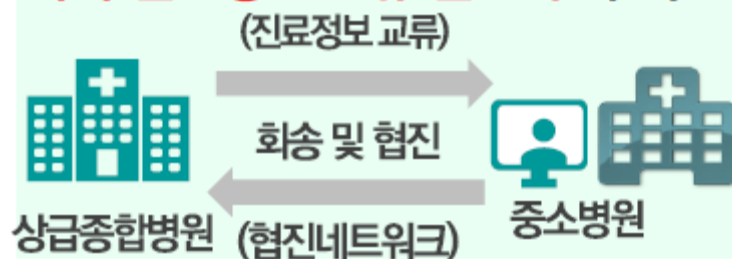 (진료정보 교류)
회송 및 협진
상급종합병원
(협진네트워크)
중소병원